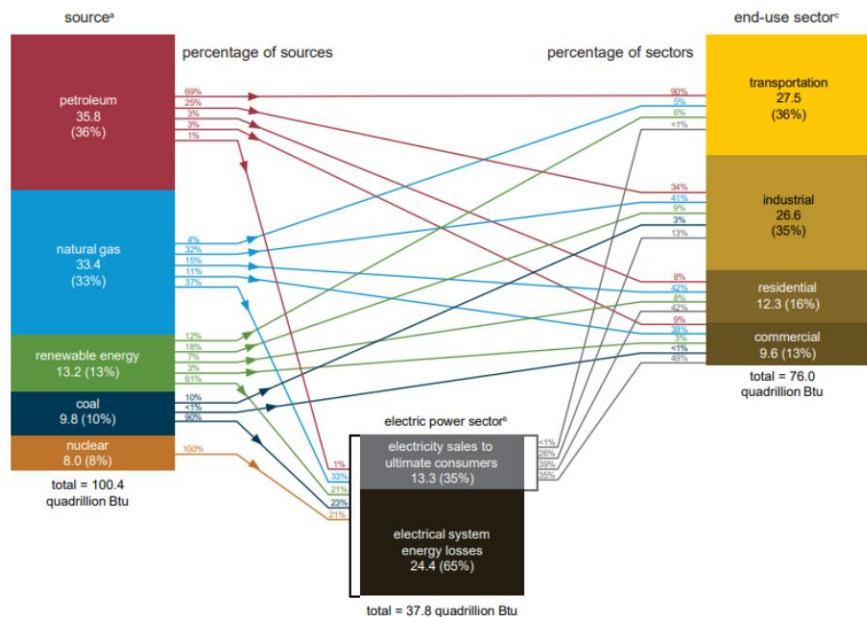 sourceᵃ
end-use sectorᶜ
percentage of sources
percentage of sectors
petroleum
35.8
(36%)
69%
25%
3%
3%
1%
90%
5%
6%
<1%
transportation
27.5
(36%)
natural gas
33.4
(33%)
4%
32%
15%
11%
37%
34%
41%
9%
3%
13%
industrial
26.6
(35%)
renewable energy
13.2 (13%)
12%
18%
7%
3%
61%
8%
42%
8%
42%
residential
12.3 (16%)
coal
9.8 (10%)
10%
<1%
90%
9%
38%
3%
<1%
49%
commercial
9.6 (13%)
nuclear
8.0 (8%)
100%
total = 100.4
quadrillion Btu
total = 76.0
quadrillion Btu
electric power sectorᵇ
1%
33%
21%
23%
21%
electricity sales to
ultimate consumers
13.3 (35%)
<1%
26%
39%
35%
electrical system
energy losses
24.4 (65%)
total = 37.8 quadrillion Btu